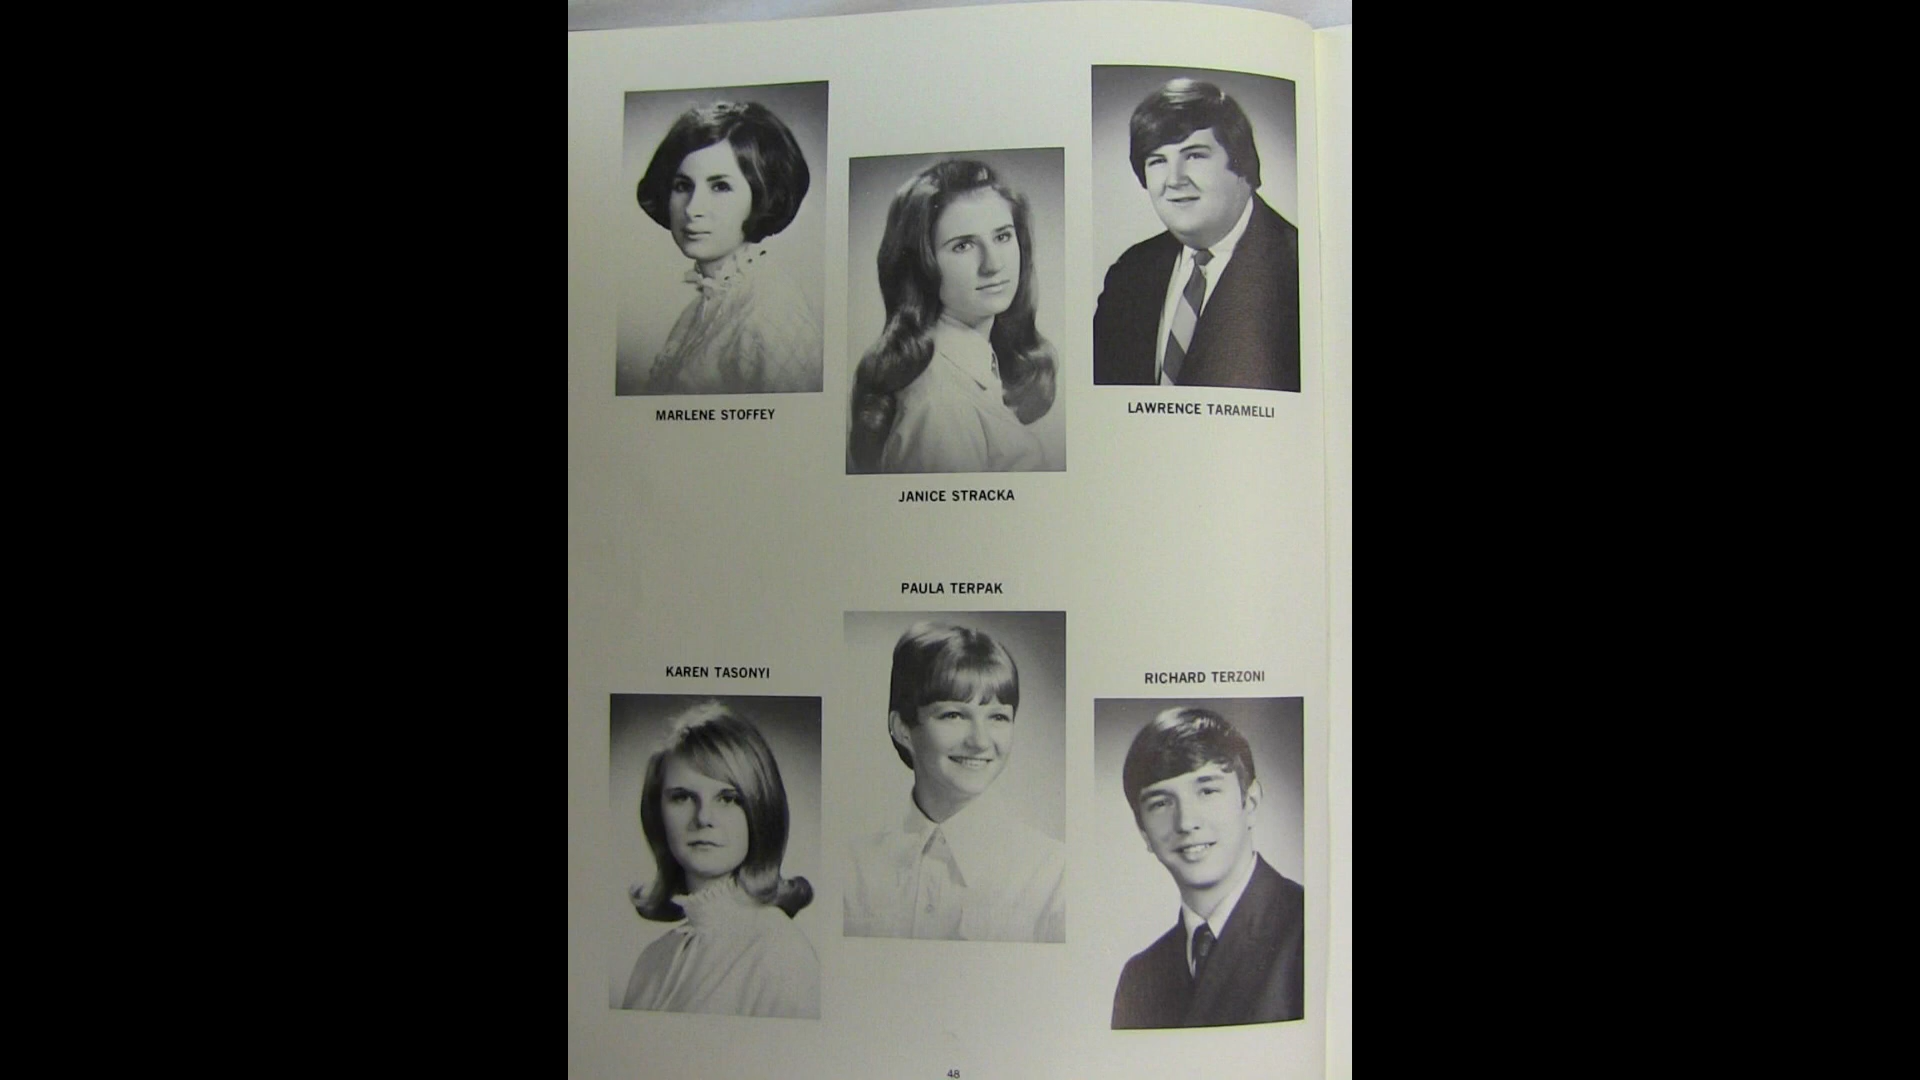 MARLENE STOFFEY
JANICE STRACKA
LAWRENCE TARAMELLI
KAREN TASONYI
PAULA TERPAK
RICHARD TERZONI
48